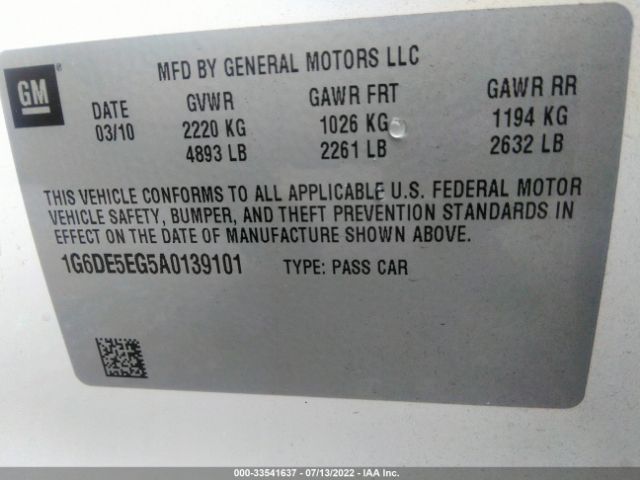 MFD BY GENERAL MOTORS LLC
GM®
DATE GVWR GAWR FRT GAWR RR
03/10 2220 KG 1026 KG 1194 KG
4893 LB 2261 LB 2632 LB
THIS VEHICLE CONFORMS TO ALL APPLICABLE U.S. FEDERAL MOTOR
VEHICLE SAFETY, BUMPER, AND THEFT PREVENTION STANDARDS IN
EFFECT ON THE DATE OF MANUFACTURE SHOWN ABOVE.
1G6DE5EG5A0139101 TYPE: PASS CAR
000-33541637 - 07/13/2022 - IAA Inc.